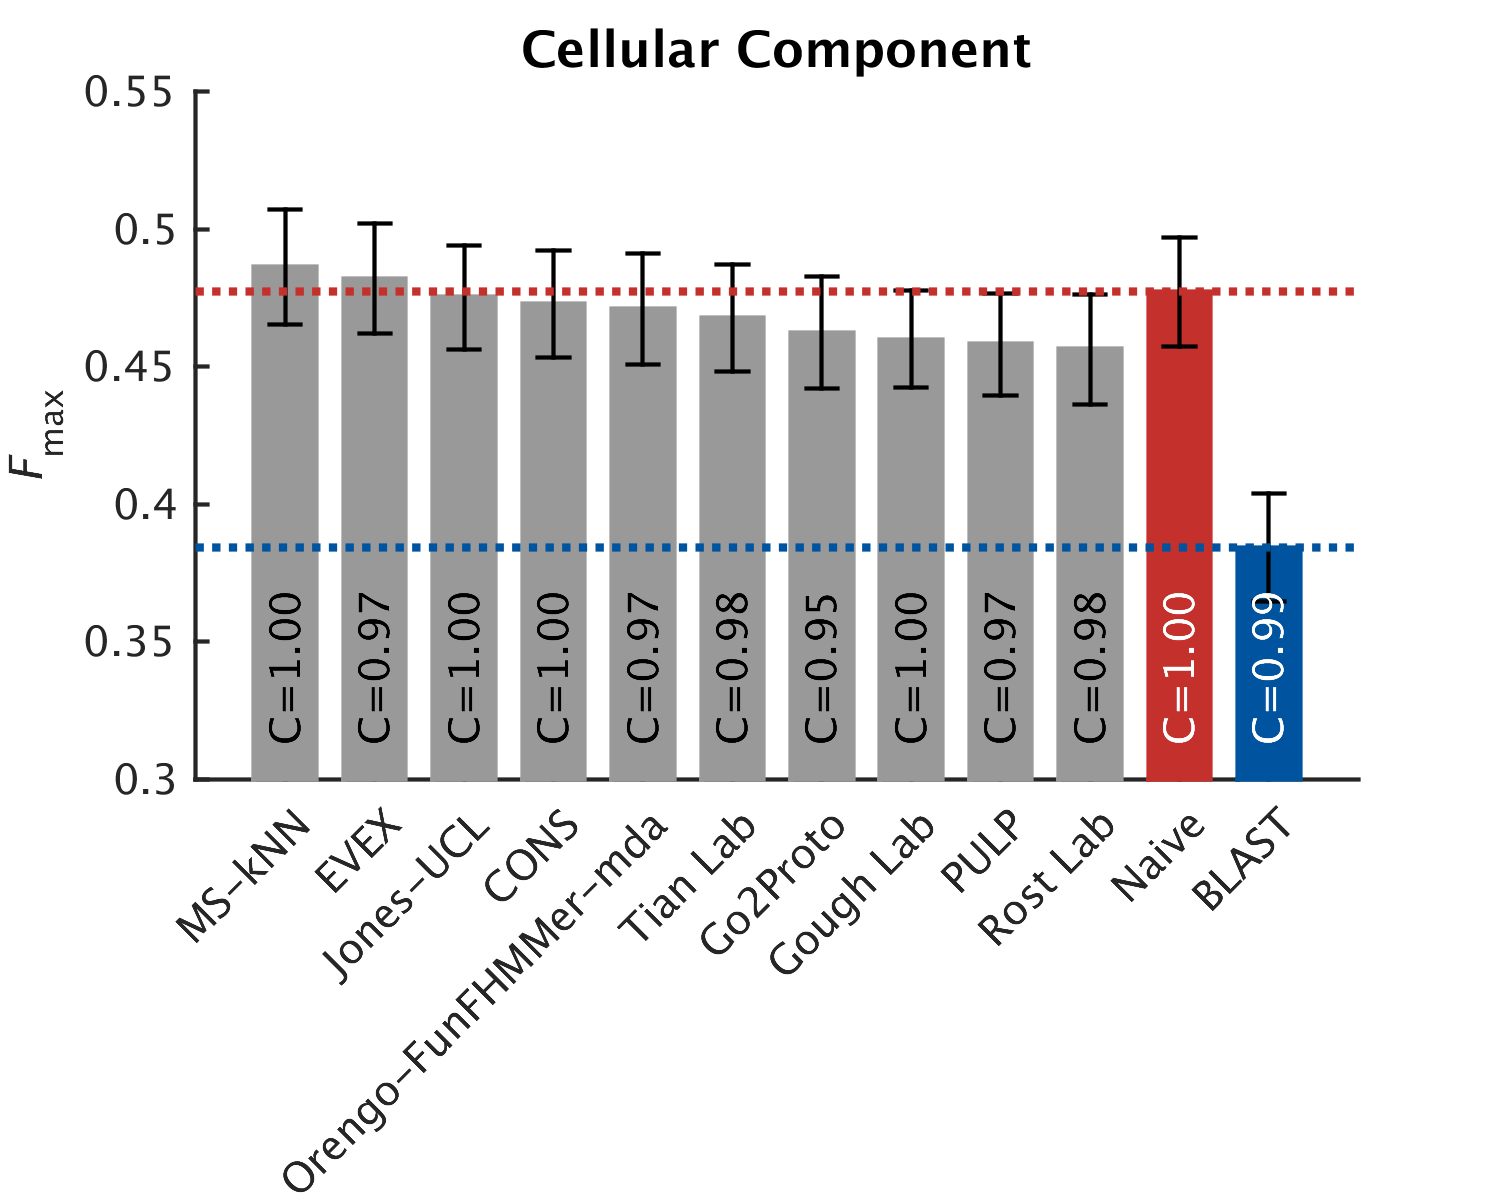 Cellular Component
0.55
0.5
0.45
0.4
0.35
0.3
Fmax
C=1.00
C=0.97
C=1.00
C=1.00
C=0.97
C=0.98
C=0.95
C=1.00
C=0.97
C=0.98
C=1.00
C=0.99
MS-kNN
EVEX
Jones-UCL
CONS
Orengo-FunFHMMer-mda
Tian Lab
Go2Proto
Gough Lab
PULP
Rost Lab
Naive
BLAST